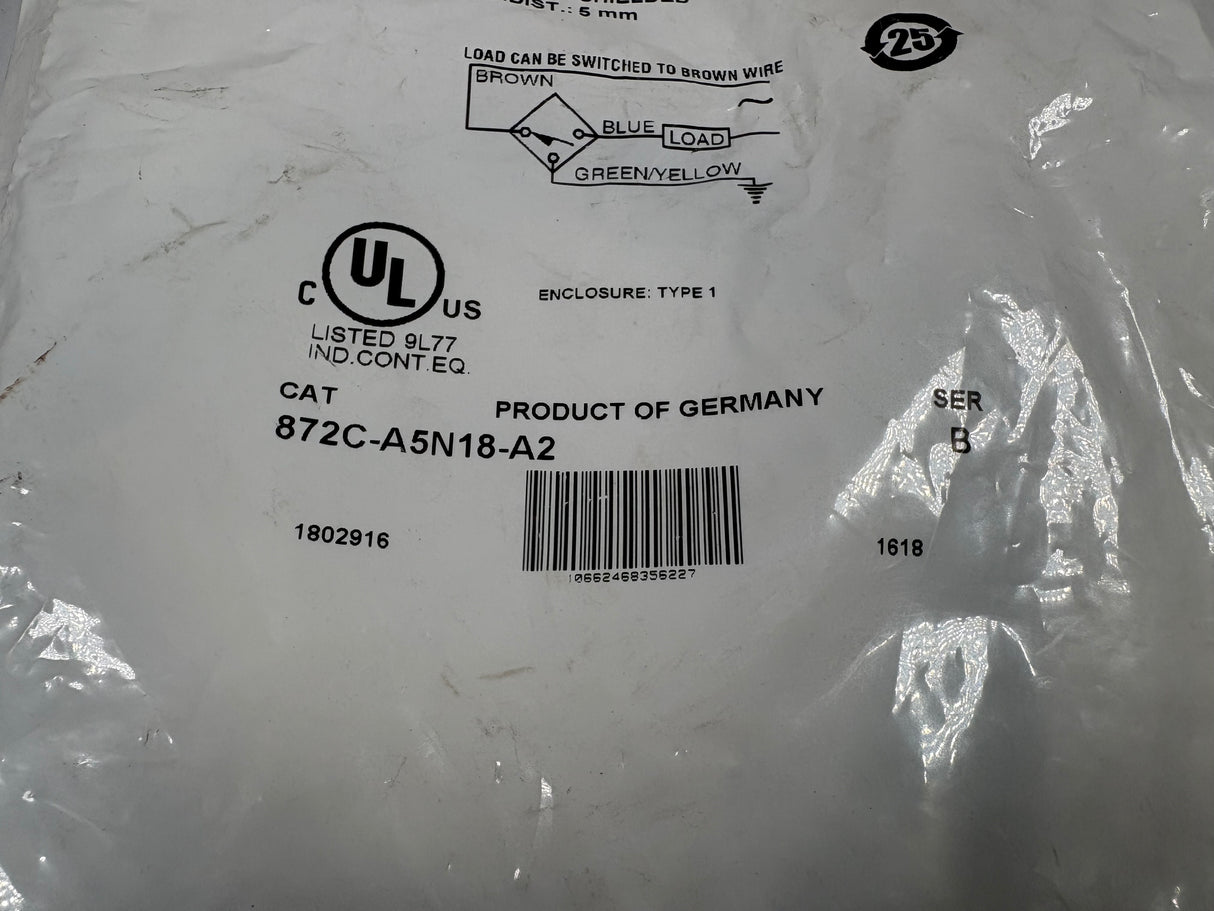 DIST.: 5 mm
25
LOAD CAN BE SWITCHED TO BROWN WIRE
BROWN
BLUE
LOAD
GREEN/YELLOW
C UL US
LISTED 9L77
IND.CONT.EQ.
ENCLOSURE: TYPE 1
CAT
PRODUCT OF GERMANY
SER
872C-A5N18-A2
B
1802916
1618
10662468356227